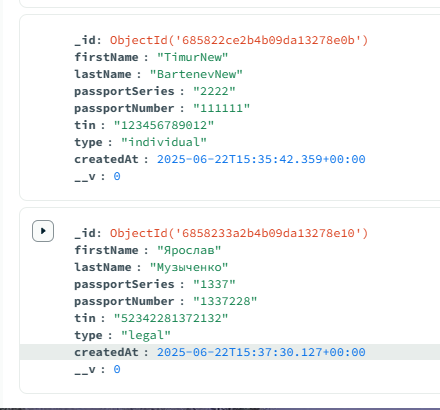 _id: ObjectId('685822ce2b4b09da13278e0b')
firstName : "TimurNew"
lastName : "BartenevNew"
passportSeries : "2222"
passportNumber : "111111"
tin : "123456789012"
type : "individual"
createdAt : 2025-06-22T15:35:42.359+00:00
__v : 0
_id: ObjectId('6858233a2b4b09da13278e10')
firstName : "Ярослав"
lastName : "Музыченко"
passportSeries : "1337"
passportNumber : "1337228"
tin : "52342281372132"
type : "legal"
createdAt : 2025-06-22T15:37:30.127+00:00
__v : 0